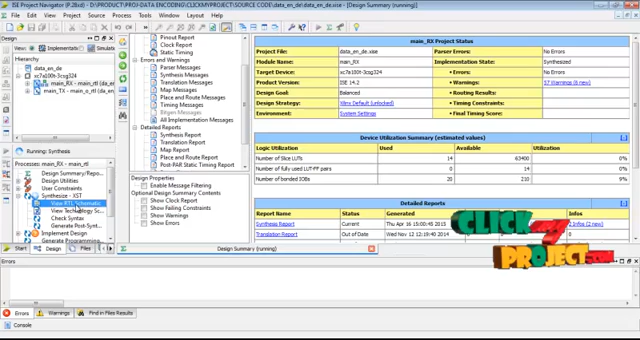 ISE Project Navigator (P.28xd) - D:\PRODUCT\PROJ-DATA ENCODING\CLICKMYPROJECT\SOURCE CODE\data_en_de\data_en_de.xise - [Design Summary (running)]
File Edit View Project Source Process Tools Window Layout Help
Design
View: Implementation Simulation
Hierarchy
data_en_de
xc7a100t-3csg324
main_RX - main_rtl
main_TX - main_o_rtl
Running: Synthesis
Processes: main_RX - main_rtl
Design Summary/Repo...
Design Utilities
User Constraints
Synthesize - XST
View RTL Schematic
View Technology Sc...
Check Syntax
Generate Post-Synt...
Implement Design
Generate Programming...
Start Design Files
Pinout Report
Clock Report
Static Timing
Errors and Warnings
Parser Messages
Synthesis Messages
Translation Messages
Map Messages
Place and Route Messages
Timing Messages
Bitgen Messages
All Implementation Messages
Detailed Reports
Synthesis Report
Translation Report
Map Report
Place and Route Report
Post-PAR Static Timing Report
Design Properties
Enable Message Filtering
Optional Design Summary Contents
Show Clock Report
Show Failing Constraints
Show Warnings
Show Errors
Design Summary (running)
main_RX Project Status
Project File: data_en_de.xise Parser Errors: No Errors
Module Name: main_RX Implementation State: Synthesized
Target Device: xc7a100t-3csg324 • Errors: No Errors
Product Version: ISE 14.2 • Warnings: 57 Warnings (6 new)
Design Goal: Balanced • Routing Results:
Design Strategy: Xilinx Default (unlocked) • Timing Constraints:
Environment: System Settings • Final Timing Score:
Device Utilization Summary (estimated values) [-]
Logic Utilization Used Available Utilization
Number of Slice LUTs 14 63400 0%
Number of fully used LUT-FF pairs 0 14 0%
Number of bonded IOBs 20 210 9%
Detailed Reports [-]
Report Name Status Generated Errors Warnings Infos
Synthesis Report Current Thu Apr 16 15:00:45 2015 2 Infos (2 new)
Translation Report Out of Date Wed Nov 12 12:19:40 2014
CLICK my PROJECT.com
Errors
Errors Warnings Find in Files Results
Console